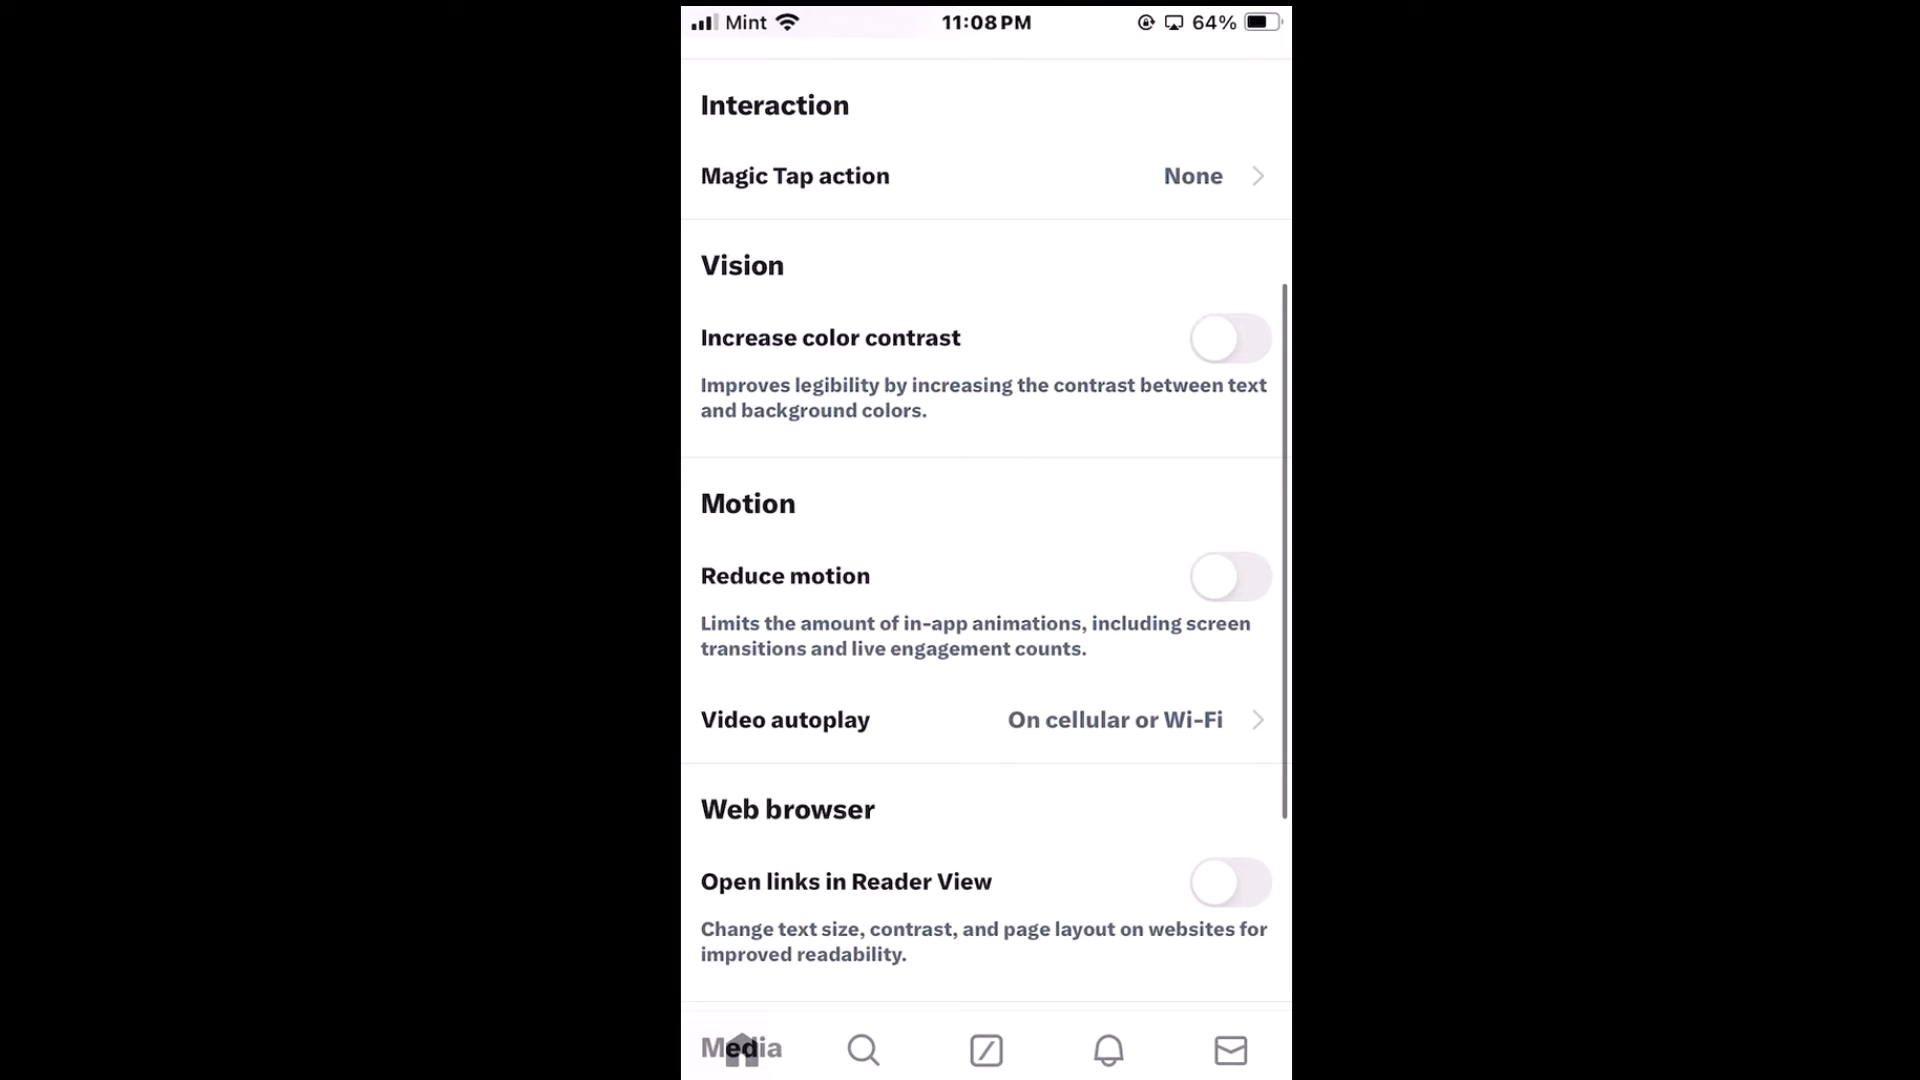 Mint 11:08 PM 64%
Interaction
Magic Tap action None
Vision
Increase color contrast
Improves legibility by increasing the contrast between text
and background colors.
Motion
Reduce motion
Limits the amount of in-app animations, including screen
transitions and live engagement counts.
Video autoplay On cellular or Wi-Fi
Web browser
Open links in Reader View
Change text size, contrast, and page layout on websites for
improved readability.
Media